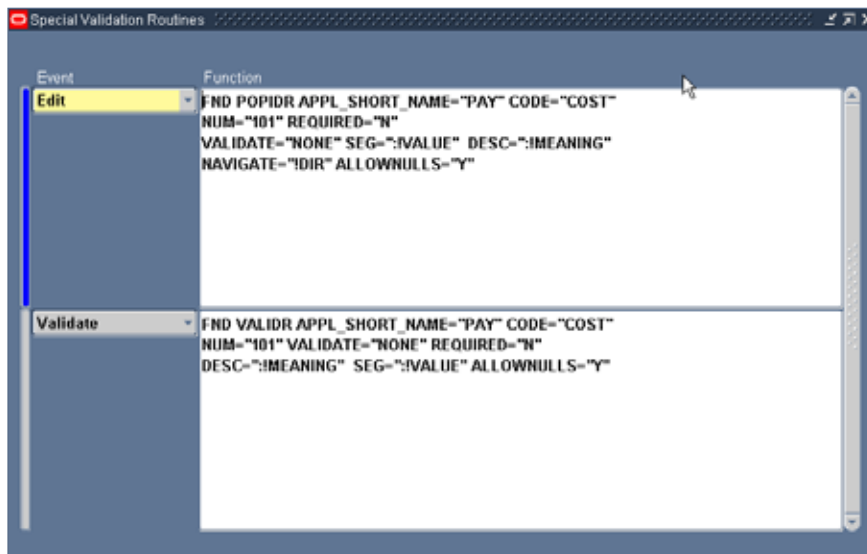 Special Validation Routines
Event Function
Edit
FND POPIDR APPL_SHORT_NAME="PAY" CODE="COST"
NUM="101" REQUIRED="N"
VALIDATE="NONE" SEG=":!VALUE" DESC=":!MEANING"
NAVIGATE="!DIR" ALLOWNULLS="Y"
Validate
FND VALIDR APPL_SHORT_NAME="PAY" CODE="COST"
NUM="101" VALIDATE="NONE" REQUIRED="N"
DESC=":!MEANING" SEG=":!VALUE" ALLOWNULLS="Y"